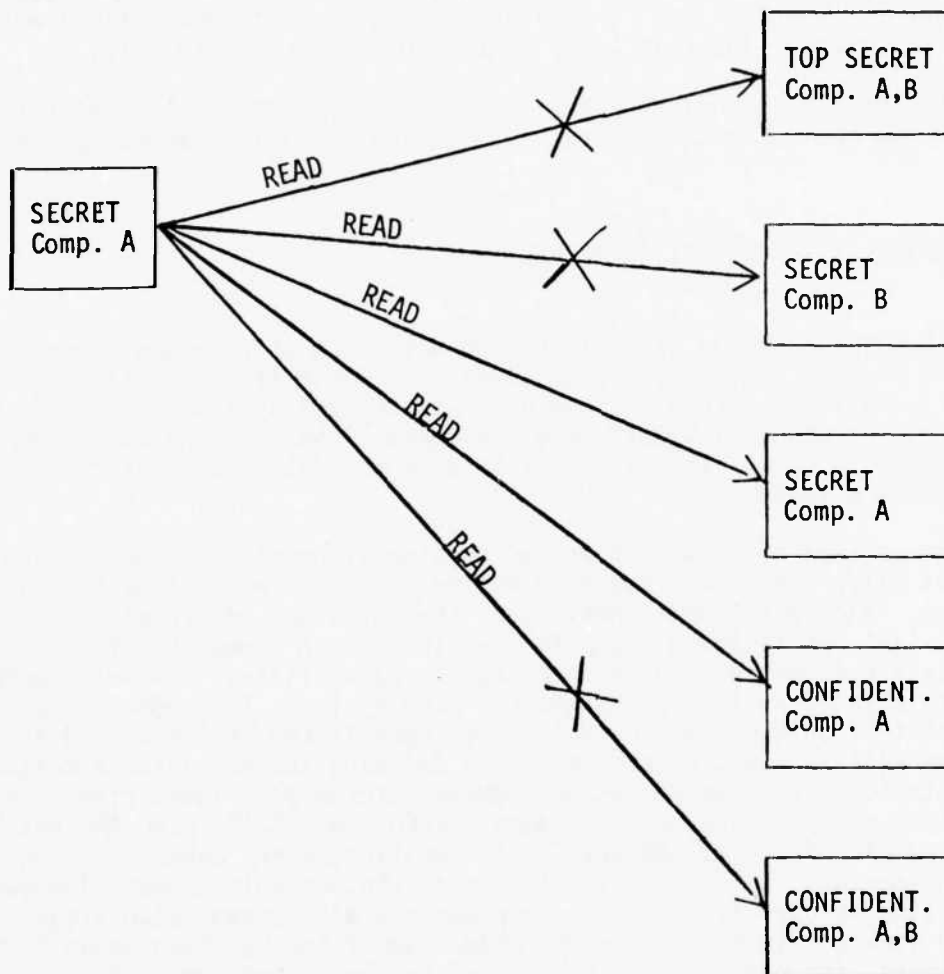 TOP SECRET
Comp. A,B
READ
SECRET
Comp. A
READ
SECRET
Comp. B
READ
SECRET
Comp. A
READ
CONFIDENT.
Comp. A
READ
CONFIDENT.
Comp. A,B